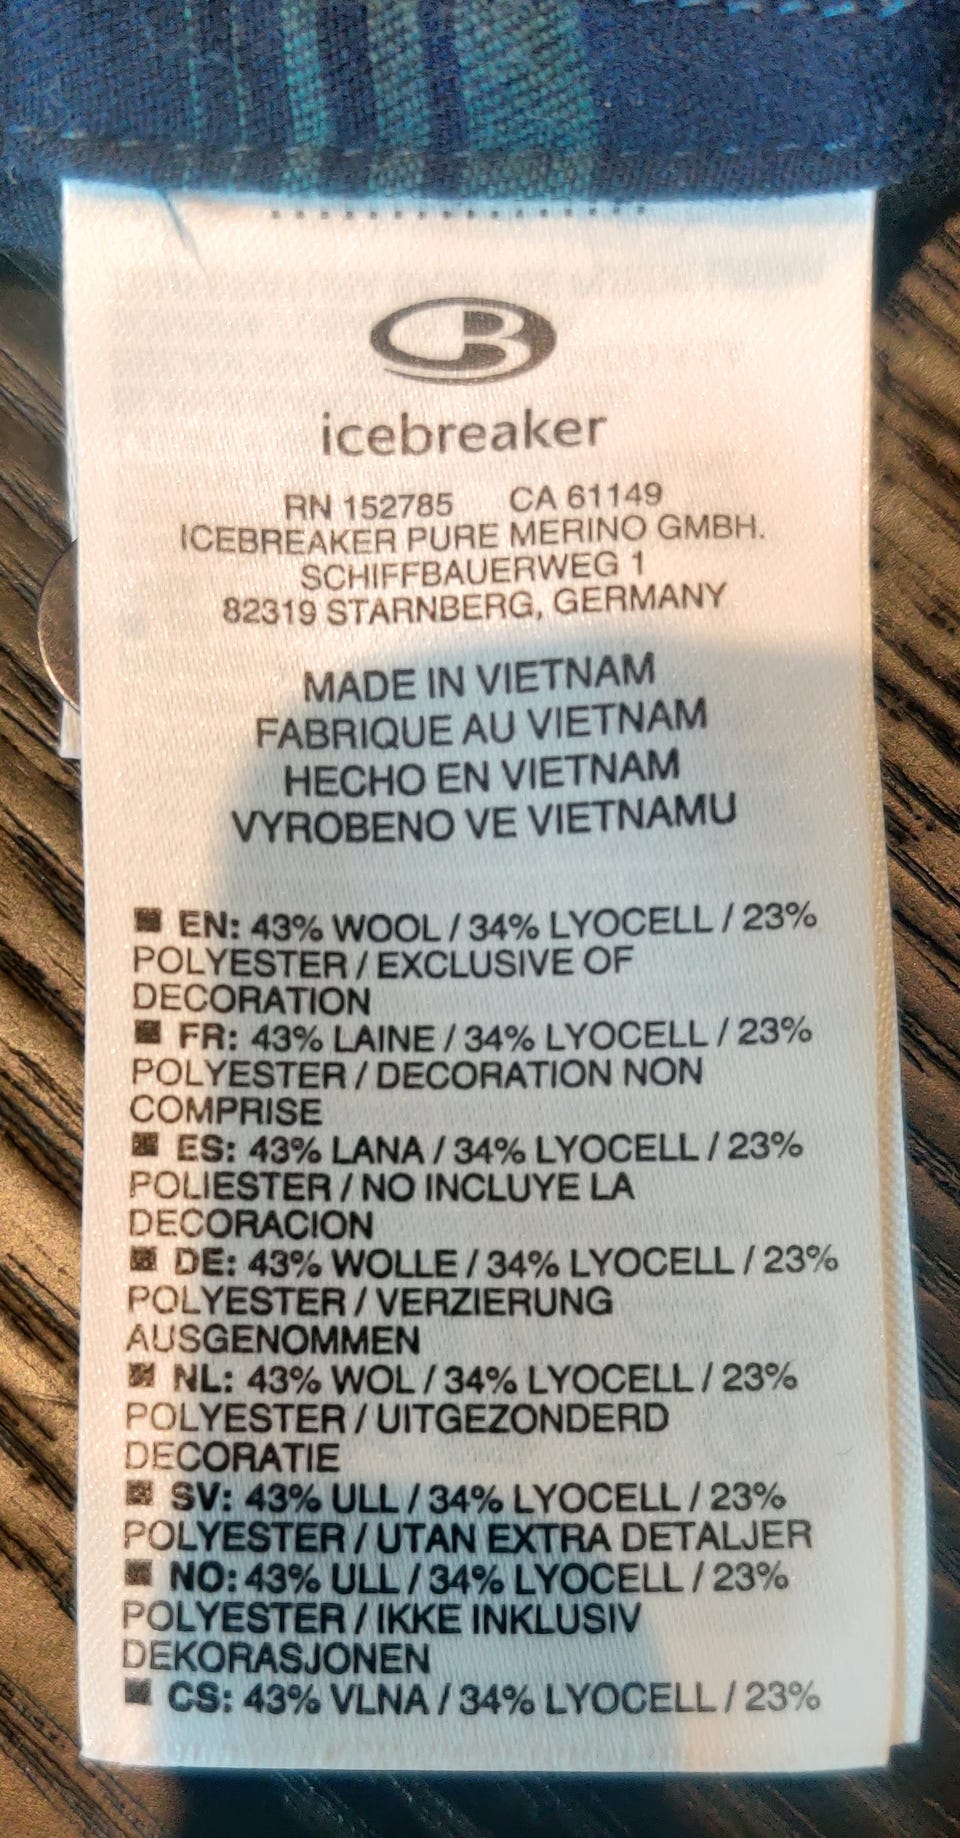 icebreaker
RN 152785 CA 61149
ICEBREAKER PURE MERINO GMBH.
SCHIFFBAUERWEG 1
82319 STARNBERG, GERMANY
MADE IN VIETNAM
FABRIQUE AU VIETNAM
HECHO EN VIETNAM
VYROBENO VE VIETNAMU
EN: 43% WOOL / 34% LYOCELL / 23%
POLYESTER / EXCLUSIVE OF
DECORATION
FR: 43% LAINE / 34% LYOCELL / 23%
POLYESTER / DECORATION NON
COMPRISE
ES: 43% LANA / 34% LYOCELL / 23%
POLIESTER / NO INCLUYE LA
DECORACION
DE: 43% WOLLE / 34% LYOCELL / 23%
POLYESTER / VERZIERUNG
AUSGENOMMEN
NL: 43% WOL / 34% LYOCELL / 23%
POLYESTER / UITGEZONDERD
DECORATIE
SV: 43% ULL / 34% LYOCELL / 23%
POLYESTER / UTAN EXTRA DETALJER
NO: 43% ULL / 34% LYOCELL / 23%
POLYESTER / IKKE INKLUSIV
DEKORASJONEN
CS: 43% VLNA / 34% LYOCELL / 23%